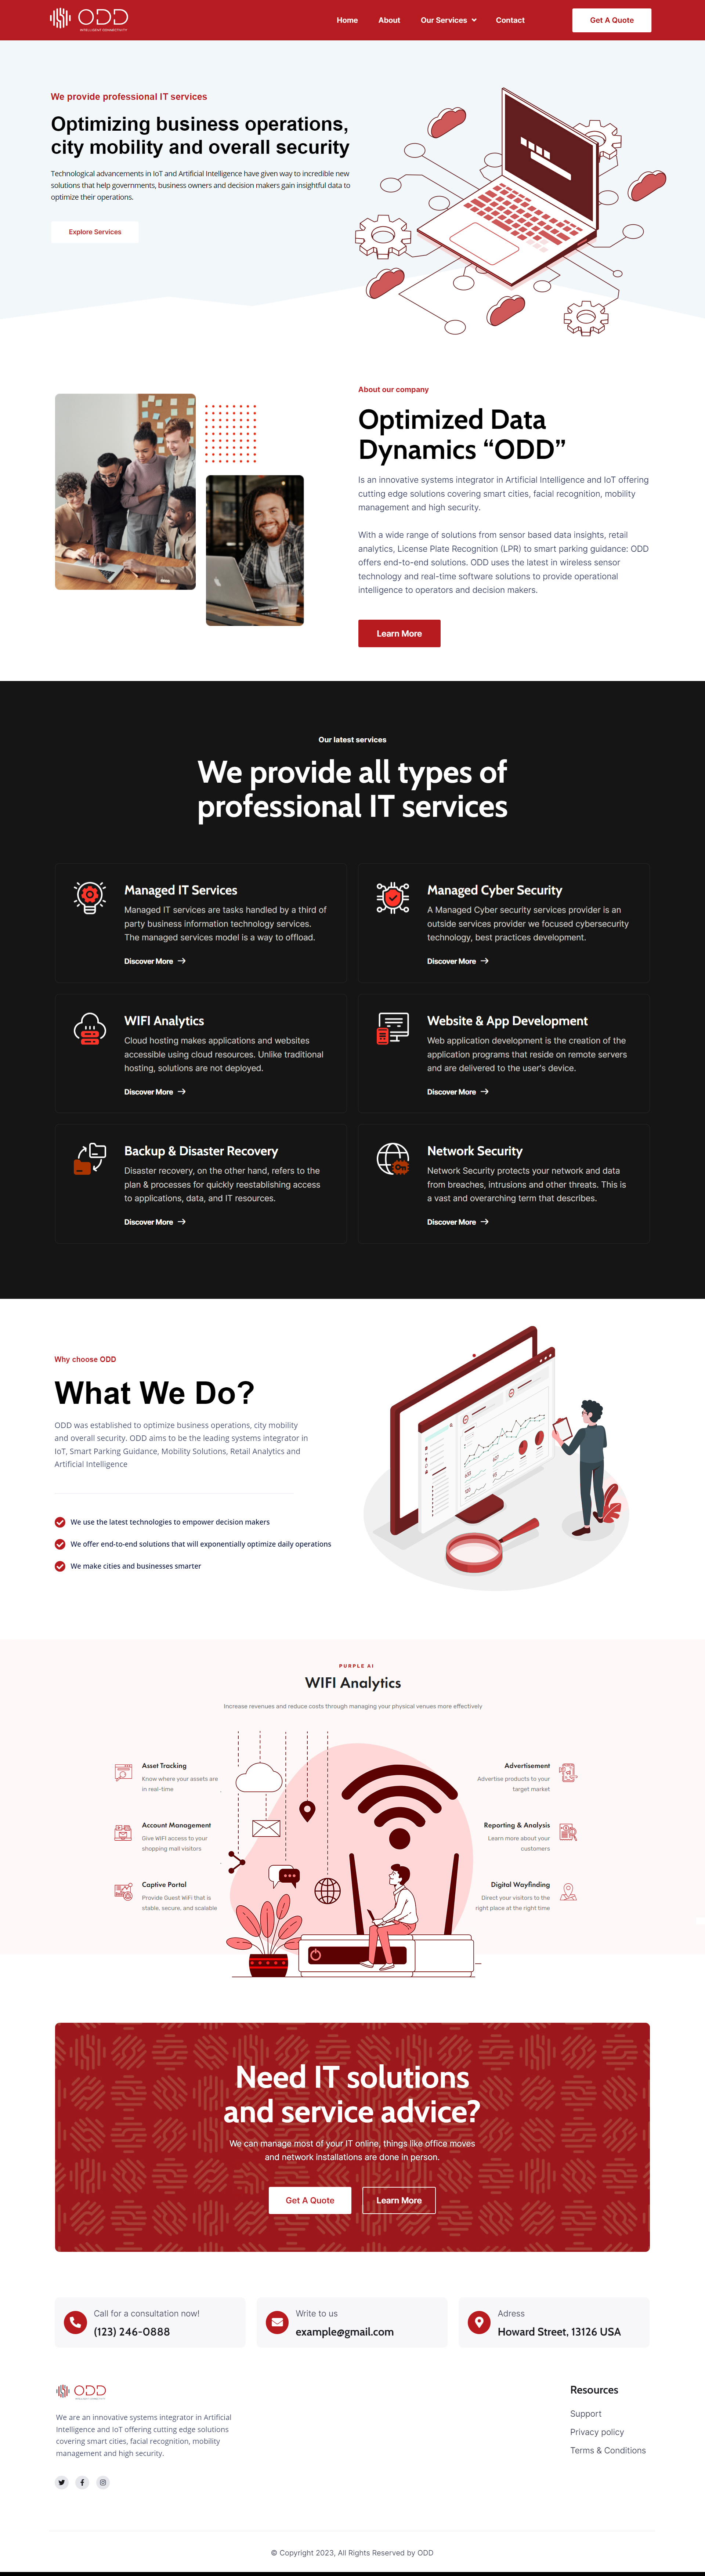 ODD
INTELLIGENT CONNECTIVITY
Home About Our Services Contact Get A Quote
We provide professional IT services
Optimizing business operations,
city mobility and overall security
Technological advancements in IoT and Artificial Intelligence have given way to incredible new
solutions that help governments, business owners and decision makers gain insightful data to
optimize their operations.
Explore Services
About our company
Optimized Data
Dynamics “ODD”
Is an innovative systems integrator in Artificial Intelligence and IoT offering
cutting edge solutions covering smart cities, facial recognition, mobility
management and high security.
With a wide range of solutions from sensor based data insights, retail
analytics, License Plate Recognition (LPR) to smart parking guidance: ODD
offers end-to-end solutions. ODD uses the latest in wireless sensor
technology and real-time software solutions to provide operational
intelligence to operators and decision makers.
Learn More
Our latest services
We provide all types of
professional IT services
Managed IT Services
Managed IT services are tasks handled by a third of
party business information technology services.
The managed services model is a way to offload.
Discover More
Managed Cyber Security
A Managed Cyber security services provider is an
outside services provider we focused cybersecurity
technology, best practices development.
Discover More
WIFI Analytics
Cloud hosting makes applications and websites
accessible using cloud resources. Unlike traditional
hosting, solutions are not deployed.
Discover More
Website & App Development
Web application development is the creation of the
application programs that reside on remote servers
and are delivered to the user's device.
Discover More
Backup & Disaster Recovery
Disaster recovery, on the other hand, refers to the
plan & processes for quickly reestablishing access
to applications, data, and IT resources.
Discover More
Network Security
Network Security protects your network and data
from breaches, intrusions and other threats. This is
a vast and overarching term that describes.
Discover More
Why choose ODD
What We Do?
ODD was established to optimize business operations, city mobility
and overall security. ODD aims to be the leading systems integrator in
IoT, Smart Parking Guidance, Mobility Solutions, Retail Analytics and
Artificial Intelligence
We use the latest technologies to empower decision makers
We offer end-to-end solutions that will exponentially optimize daily operations
We make cities and businesses smarter
PURPLE AI
WIFI Analytics
Increase revenues and reduce costs through managing your physical venues more effectively
Asset Tracking
Know where your assets are
in real-time
Account Management
Give WIFI access to your
shopping mall visitors
Captive Portal
Provide Guest WiFi that is
stable, secure, and scalable
Advertisement
Advertise products to your
target market
Reporting & Analysis
Learn more about your
customers
Digital Wayfinding
Direct your visitors to the
right place at the right time
Need IT solutions
and service advice?
We can manage most of your IT online, things like office moves
and network installations are done in person.
Get A Quote Learn More
Call for a consultation now!
(123) 246-0888
Write to us
example@gmail.com
Adress
Howard Street, 13126 USA
ODD
We are an innovative systems integrator in Artificial
Intelligence and IoT offering cutting edge solutions
covering smart cities, facial recognition, mobility
management and high security.
Resources
Support
Privacy policy
Terms & Conditions
© Copyright 2023, All Rights Reserved by ODD